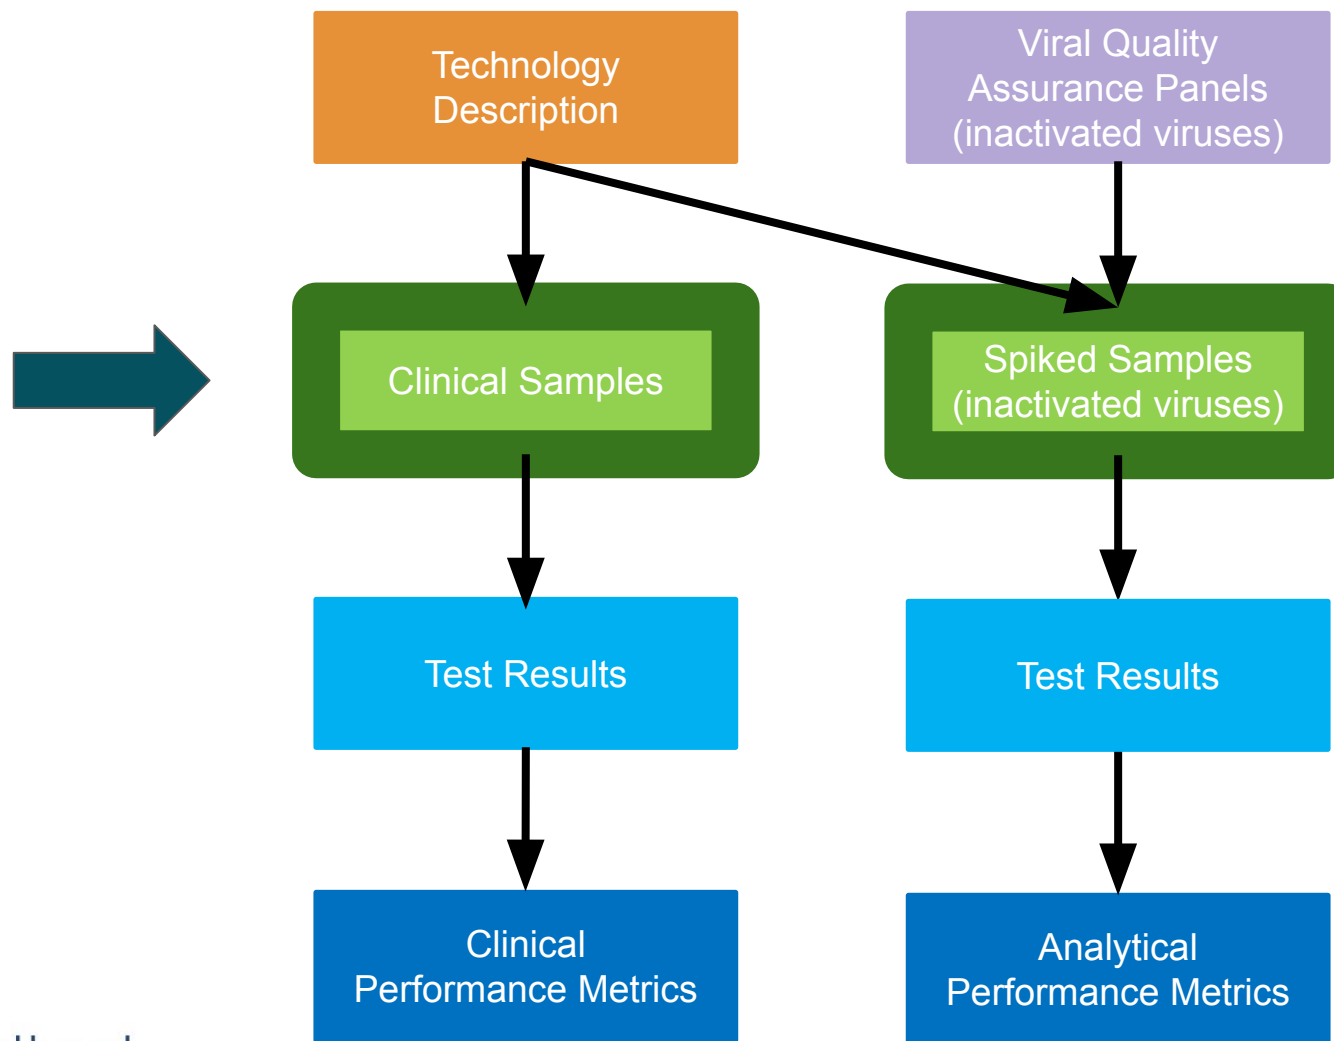 Technology
Description
Viral Quality
Assurance Panels
(inactivated viruses)
Clinical Samples
Spiked Samples
(inactivated viruses)
Test Results
Test Results
Clinical
Performance Metrics
Analytical
Performance Metrics